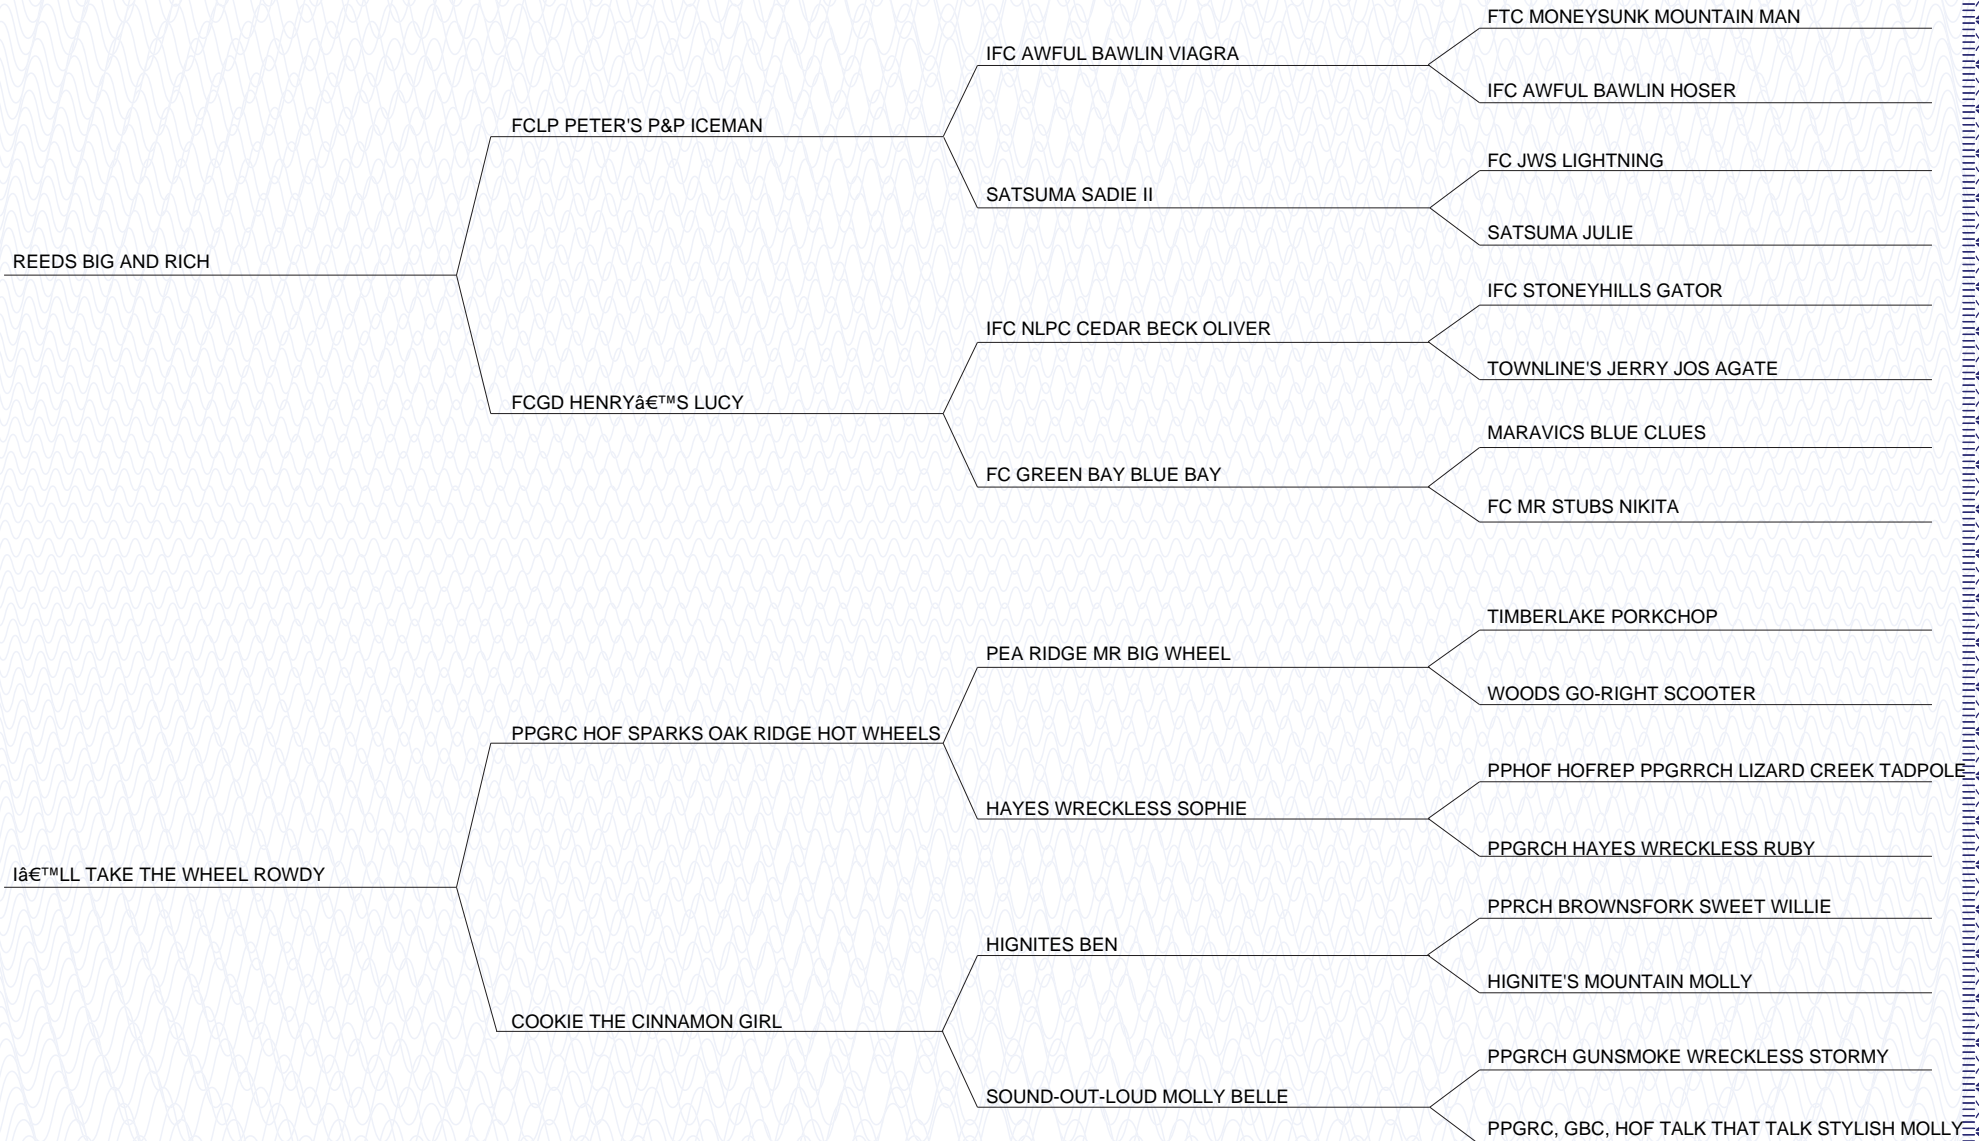 FTC MONEYSUNK MOUNTAIN MAN
IFC AWFUL BAWLIN VIAGRA
IFC AWFUL BAWLIN HOSER
FCLP PETER'S P&P ICEMAN
FC JWS LIGHTNING
SATSUMA SADIE II
SATSUMA JULIE
REEDS BIG AND RICH
IFC STONEYHILLS GATOR
IFC NLPC CEDAR BECK OLIVER
TOWNLINE'S JERRY JOS AGATE
FCGD HENRY’S LUCY
MARAVICS BLUE CLUES
FC GREEN BAY BLUE BAY
FC MR STUBS NIKITA
TIMBERLAKE PORKCHOP
PEA RIDGE MR BIG WHEEL
WOODS GO-RIGHT SCOOTER
PPGRC HOF SPARKS OAK RIDGE HOT WHEELS
PPHOF HOFREP PPGRRCH LIZARD CREEK TADPOLE
HAYES WRECKLESS SOPHIE
PPGRCH HAYES WRECKLESS RUBY
I’LL TAKE THE WHEEL ROWDY
PPRCH BROWNSFORK SWEET WILLIE
HIGNITES BEN
HIGNITE'S MOUNTAIN MOLLY
COOKIE THE CINNAMON GIRL
PPGRCH GUNSMOKE WRECKLESS STORMY
SOUND-OUT-LOUD MOLLY BELLE
PPGRC, GBC, HOF TALK THAT TALK STYLISH MOLLY